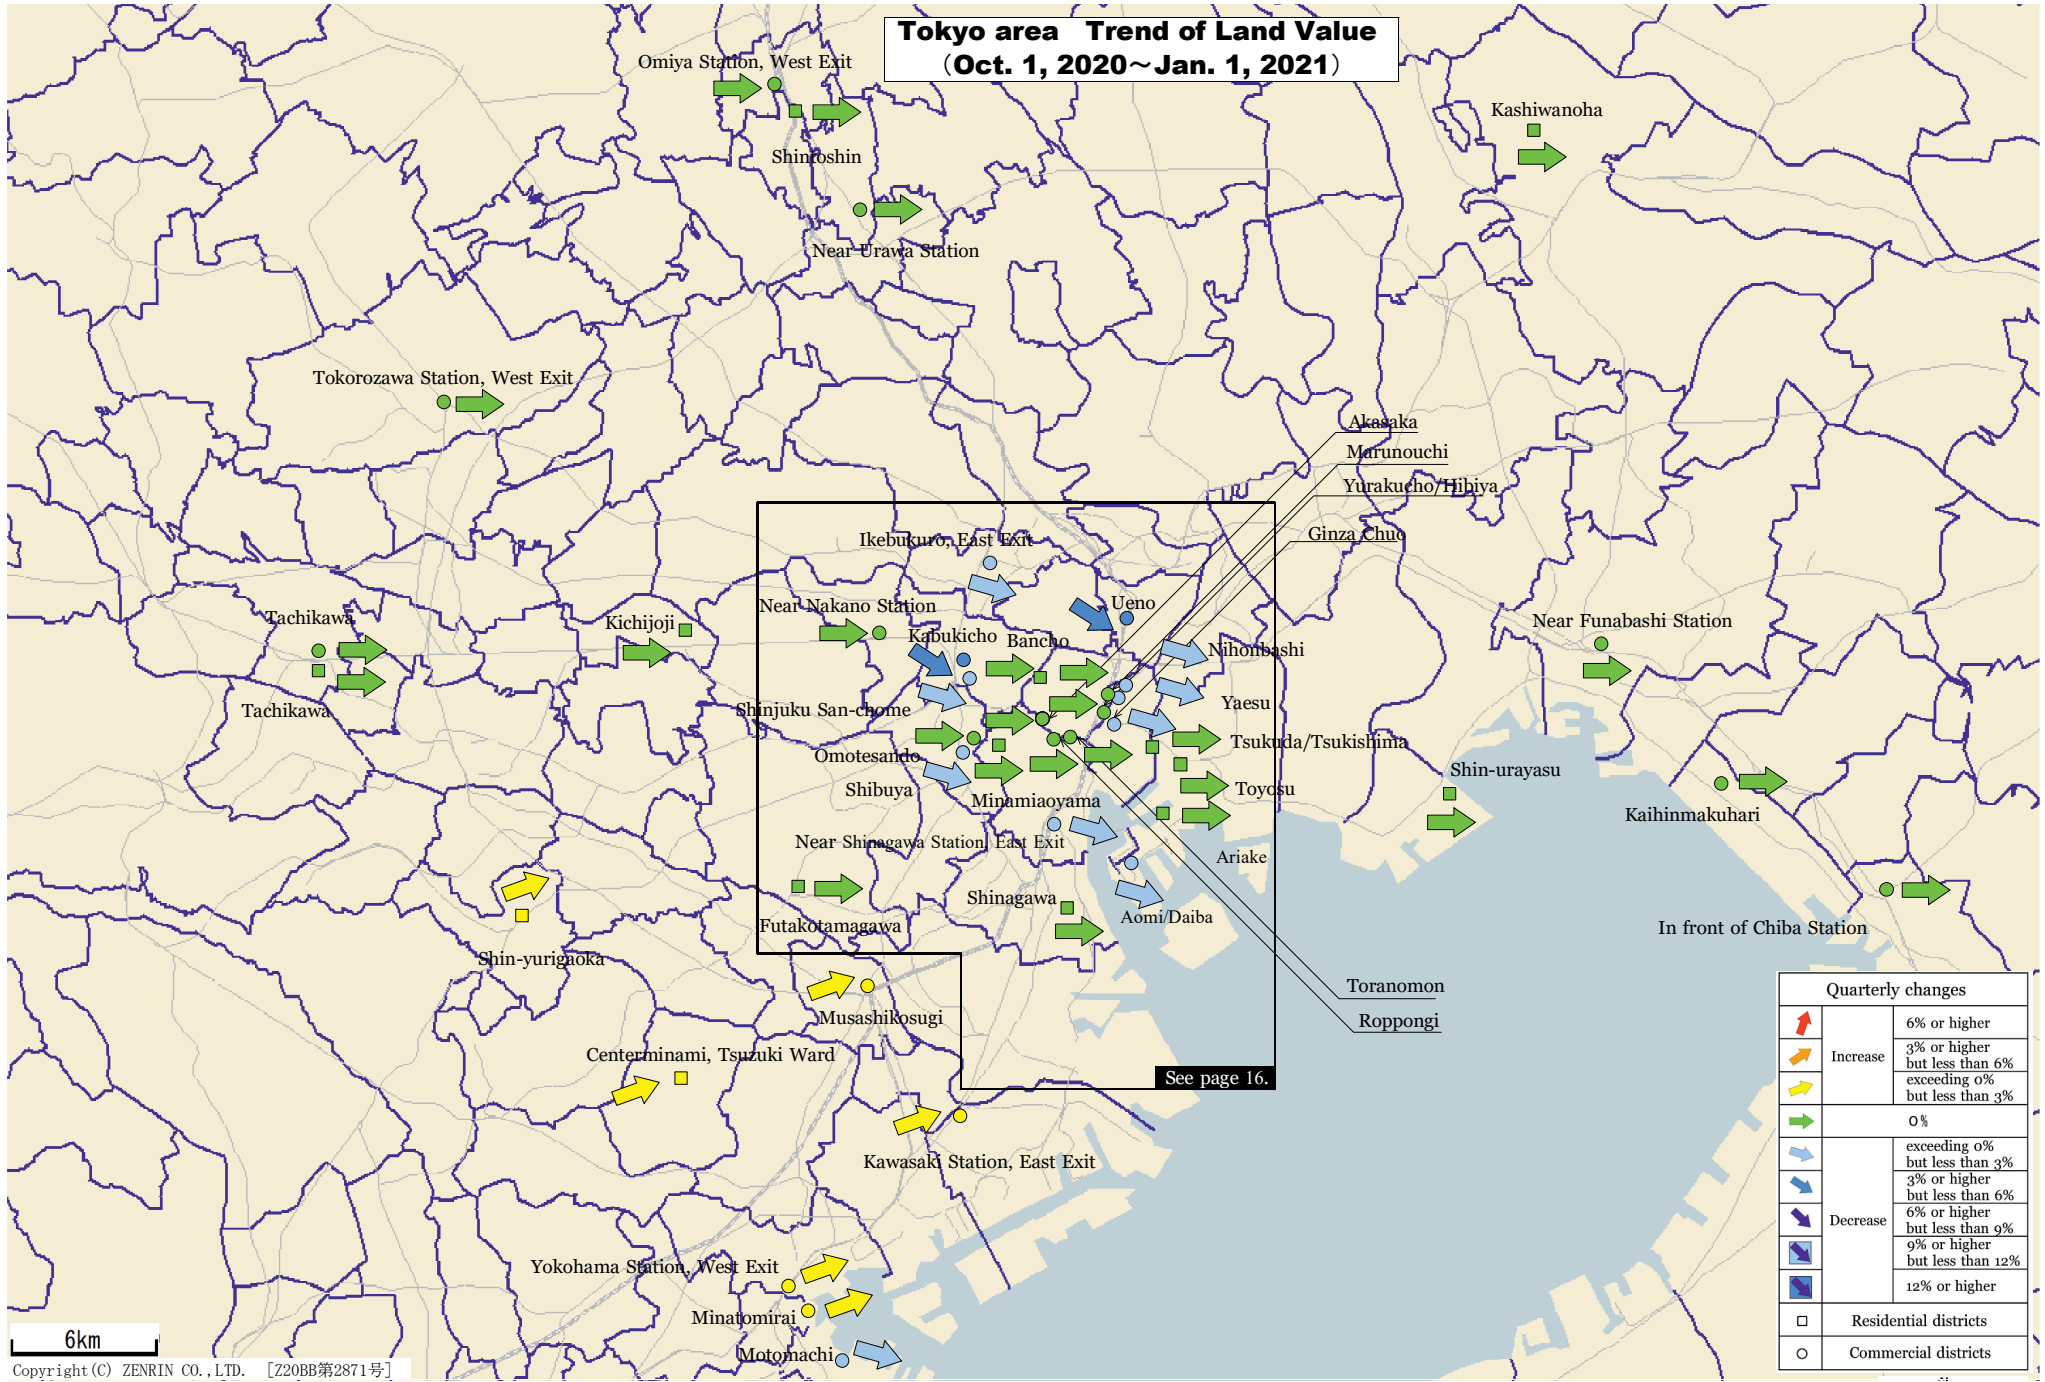 Tokyo area Trend of Land Value
（Oct. 1, 2020～Jan. 1, 2021）
Omiya Station, West Exit
Shintoshin
Near Urawa Station
Kashiwanoha
Tokorozawa Station, West Exit
Akasaka
Marunouchi
Yurakucho/Hibiya
Ginza Chuo
Ikebukuro, East Exit
Near Nakano Station
Ueno
Tachikawa
Kichijoji
Kabukicho
Bancho
Nihonbashi
Near Funabashi Station
Tachikawa
Shinjuku San-chome
Yaesu
Omotesando
Tsukuda/Tsukishima
Shibuya
Minamiaoyama
Toyosu
Shin-urayasu
Kaihinmakuhari
Near Shinagawa Station, East Exit
Ariake
Shinagawa
Aomi/Daiba
Futakotamagawa
In front of Chiba Station
Shin-yurigaoka
Toranomon
Musashikosugi
Roppongi
Centerminami, Tsuzuki Ward
See page 16.
Kawasaki Station, East Exit
Yokohama Station, West Exit
Minatomirai
Motomachi
Quarterly changes
Increase
6% or higher
3% or higher
but less than 6%
exceeding 0%
but less than 3%
0%
Decrease
exceeding 0%
but less than 3%
3% or higher
but less than 6%
6% or higher
but less than 9%
9% or higher
but less than 12%
12% or higher
Residential districts
Commercial districts
6km
Copyright(C) ZENRIN CO.,LTD. [Z20BB第2871号]